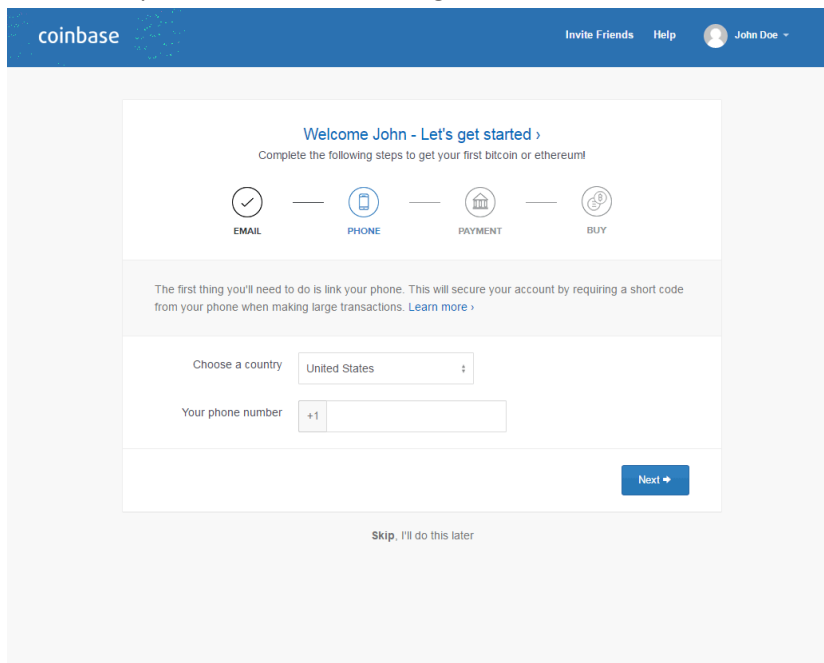 coinbase
Invite Friends Help John Doe
Welcome John - Let's get started ›
Complete the following steps to get your first bitcoin or ethereum!
EMAIL PHONE PAYMENT BUY
The first thing you'll need to do is link your phone. This will secure your account by requiring a short code
from your phone when making large transactions. Learn more ›
Choose a country United States
Your phone number +1
Next
Skip, I'll do this later